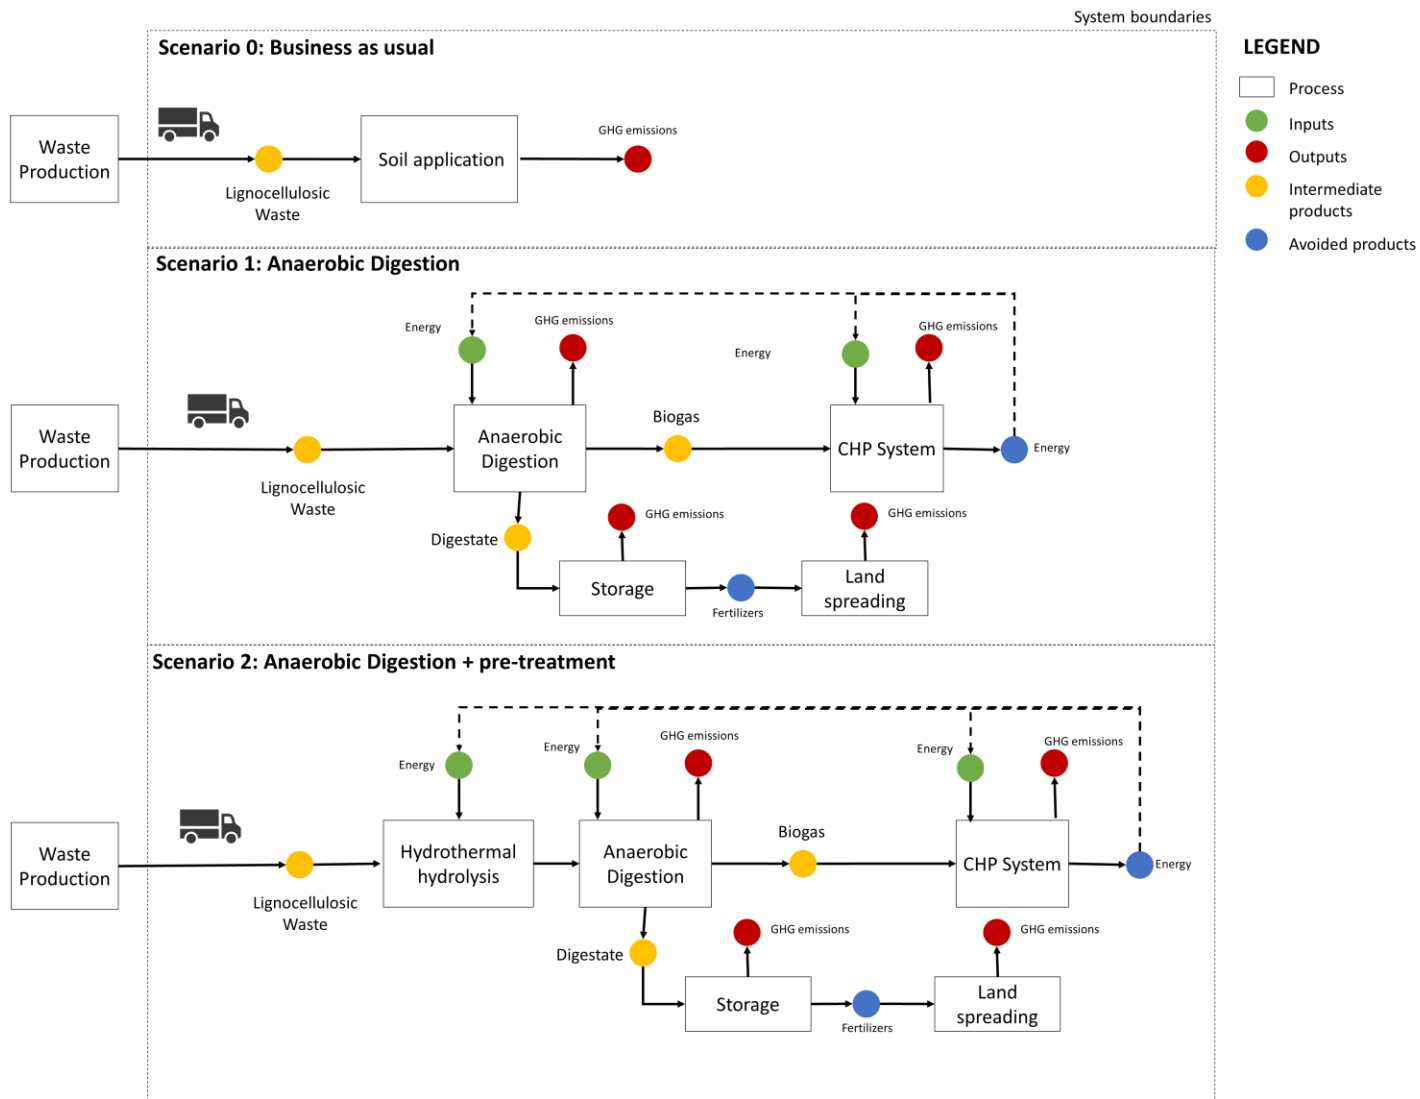 System boundaries
Scenario 0: Business as usual
LEGEND
Process
Inputs
Outputs
Intermediate
products
Avoided products
Waste
Production
Lignocellulosic
Waste
Soil application
GHG emissions
Scenario 1: Anaerobic Digestion
Energy
GHG emissions
Energy
GHG emissions
Waste
Production
Lignocellulosic
Waste
Anaerobic
Digestion
Biogas
CHP System
Energy
Digestate
GHG emissions
GHG emissions
Storage
Fertilizers
Land
spreading
Scenario 2: Anaerobic Digestion + pre-treatment
Energy
Energy
GHG emissions
Energy
GHG emissions
Waste
Production
Lignocellulosic
Waste
Hydrothermal
hydrolysis
Anaerobic
Digestion
Biogas
CHP System
Energy
Digestate
GHG emissions
GHG emissions
Storage
Fertilizers
Land
spreading